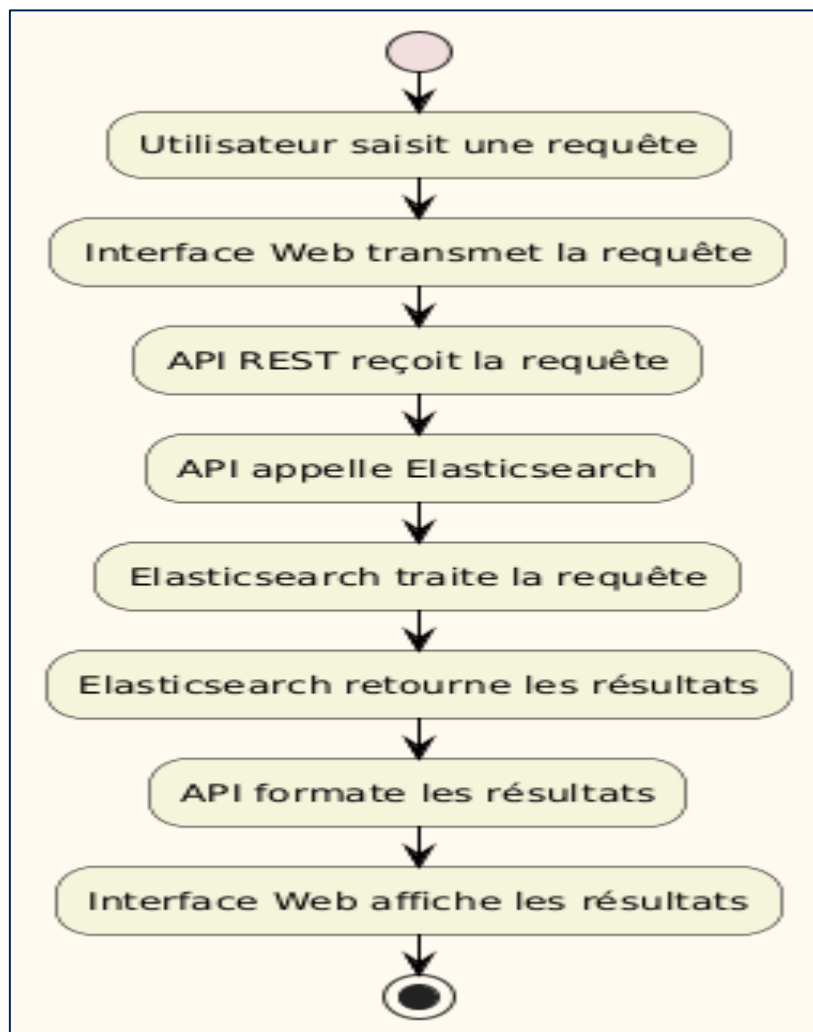 Utilisateur saisit une requête
Interface Web transmet la requête
API REST reçoit la requête
API appelle Elasticsearch
Elasticsearch traite la requête
Elasticsearch retourne les résultats
API formate les résultats
Interface Web affiche les résultats